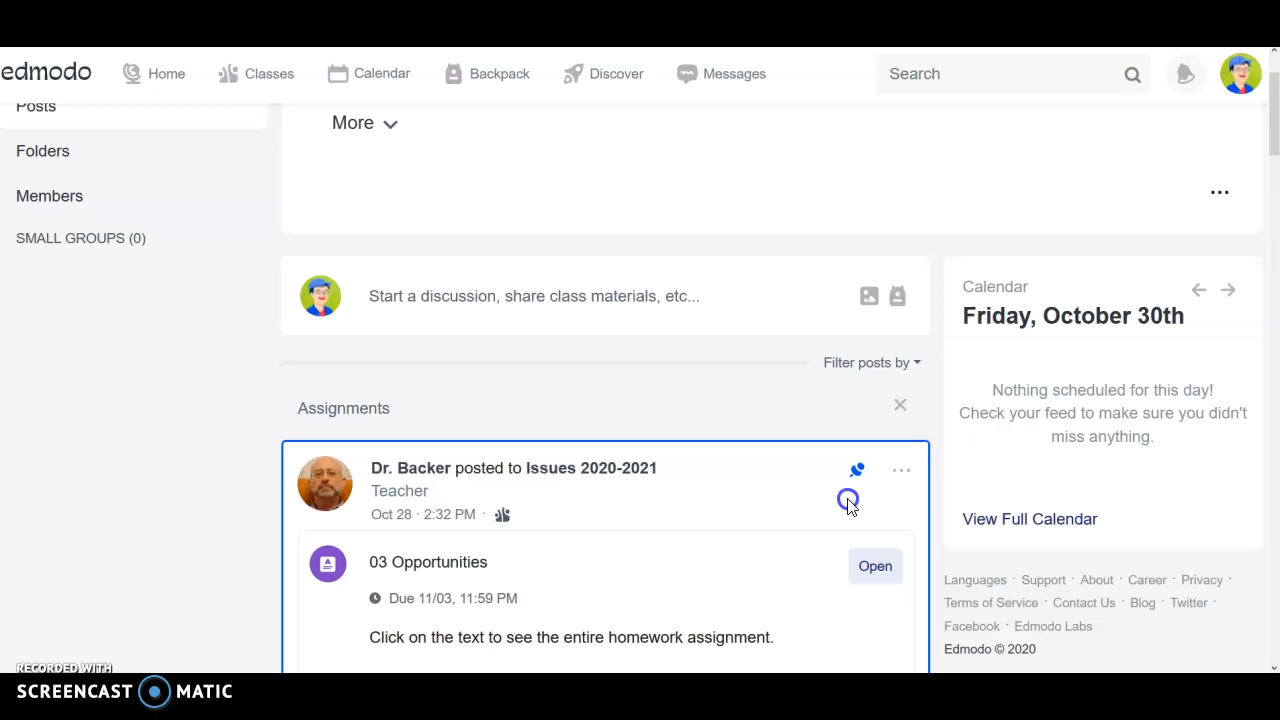 edmodo
Home
Classes
Calendar
Backpack
Discover
Messages
Search
Posts
Folders
Members
SMALL GROUPS (0)
More
...
Start a discussion, share class materials, etc...
Filter posts by
Assignments
Dr. Backer posted to Issues 2020-2021
Teacher
Oct 28 · 2:32 PM ·
03 Opportunities
Open
Due 11/03, 11:59 PM
Click on the text to see the entire homework assignment.
Calendar
Friday, October 30th
Nothing scheduled for this day!
Check your feed to make sure you didn't
miss anything.
View Full Calendar
Languages · Support · About · Career · Privacy ·
Terms of Service · Contact Us · Blog · Twitter ·
Facebook · Edmodo Labs
Edmodo © 2020
RECORDED WITH
SCREENCAST MATIC